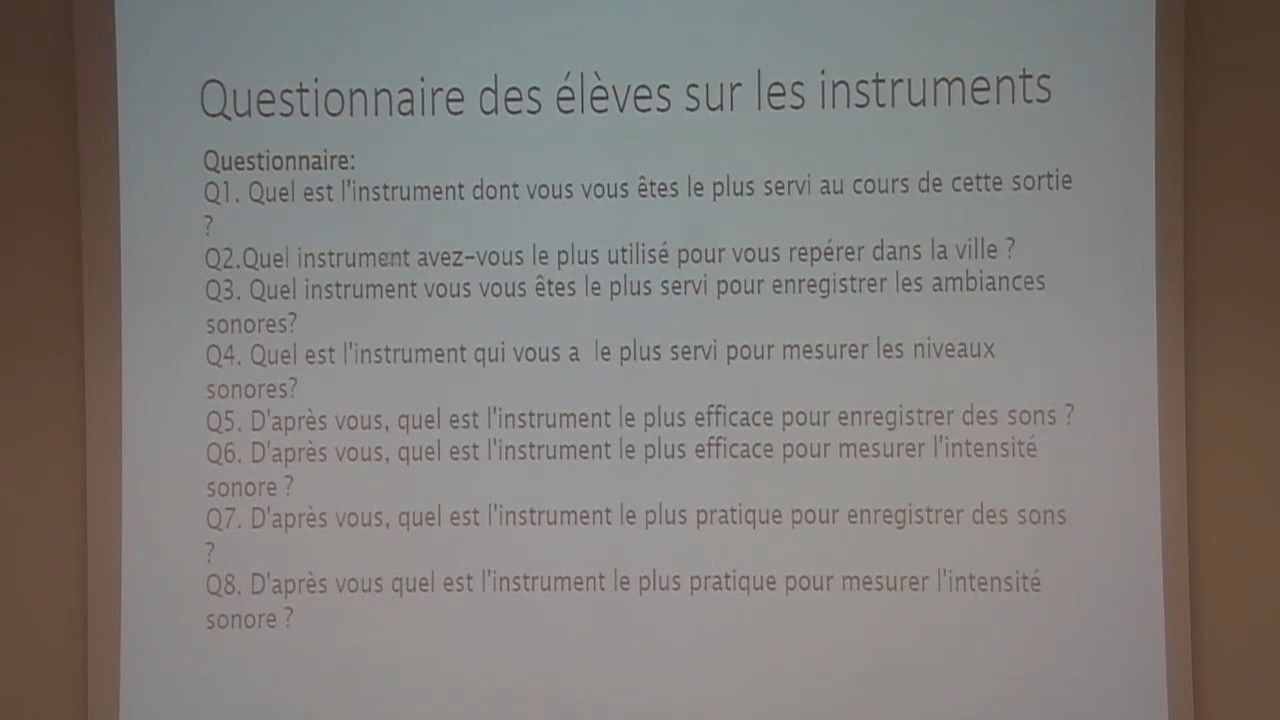 Questionnaire des élèves sur les instruments
Questionnaire:
Q1. Quel est l'instrument dont vous vous êtes le plus servi au cours de cette sortie
?
Q2.Quel instrument avez-vous le plus utilisé pour vous repérer dans la ville ?
Q3. Quel instrument vous vous êtes le plus servi pour enregistrer les ambiances
sonores?
Q4. Quel est l'instrument qui vous a  le plus servi pour mesurer les niveaux
sonores?
Q5. D'après vous, quel est l'instrument le plus efficace pour enregistrer des sons ?
Q6. D'après vous, quel est l'instrument le plus efficace pour mesurer l'intensité
sonore ?
Q7. D'après vous, quel est l'instrument le plus pratique pour enregistrer des sons
?
Q8. D'après vous quel est l'instrument le plus pratique pour mesurer l'intensité
sonore ?